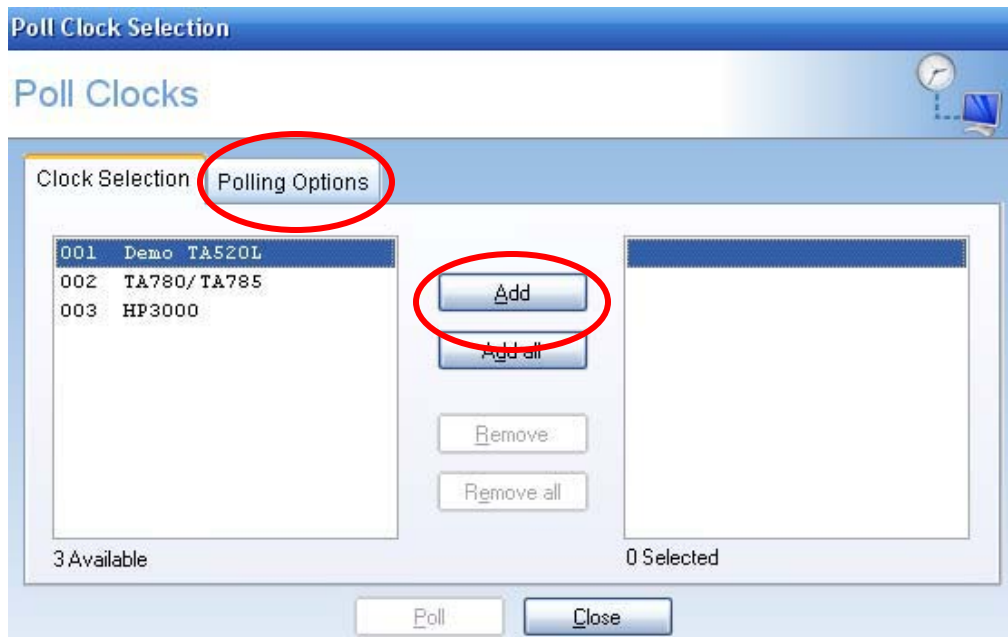 Poll Clock Selection
Poll Clocks
Clock Selection
Polling Options
001 Demo TA520L
002 TA780/TA785
003 HP3000
Add
Add all
Remove
Remove all
3 Available
0 Selected
Poll
Close